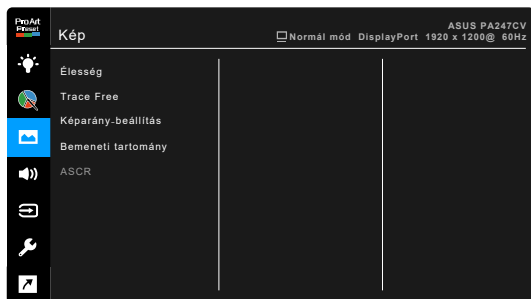 ProArt
Preset
Kép
ASUS PA247CV
Normál mód DisplayPort 1920 x 1200@ 60Hz
Élesség
Trace Free
Képarány-beállítás
Bemeneti tartomány
ASCR